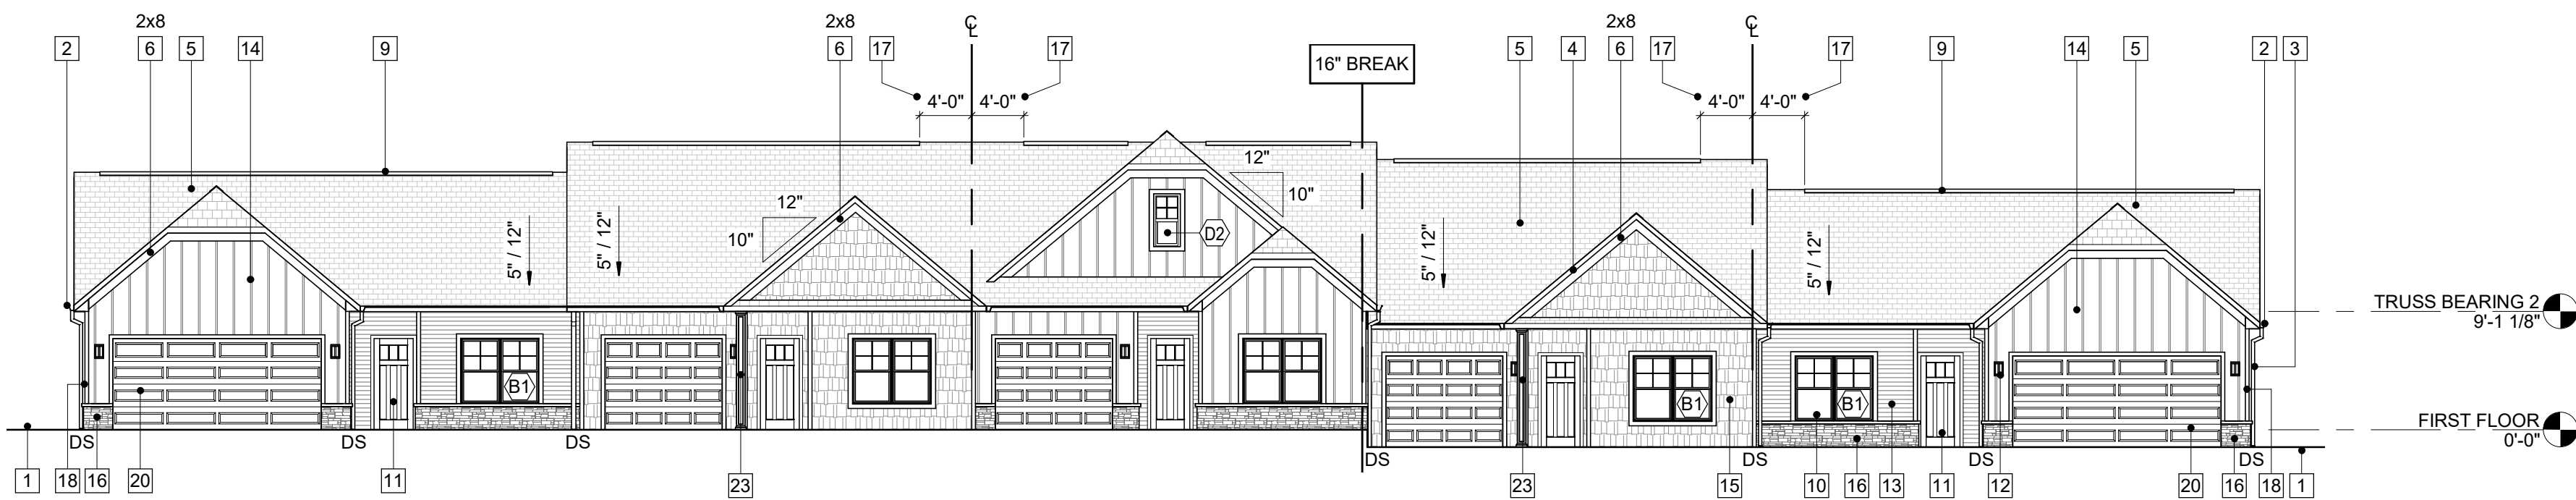 2x8
2x8
℄
℄
2
6
5
14
9
6
17
17
16" BREAK
5
4
6
17
17
9
14
5
2
3
4'-0"
4'-0"
4'-0"
4'-0"
12"
10"
12"
10"
5" / 12"
5" / 12"
5" / 12"
5" / 12"
D2
TRUSS BEARING 2
9'-1 1/8"
B1
B1
B1
FIRST FLOOR
0'-0"
DS
DS
DS
DS
DS
DS
DS
1
18
16
20
11
23
23
15
10
16
13
11
12
20
16
18
1